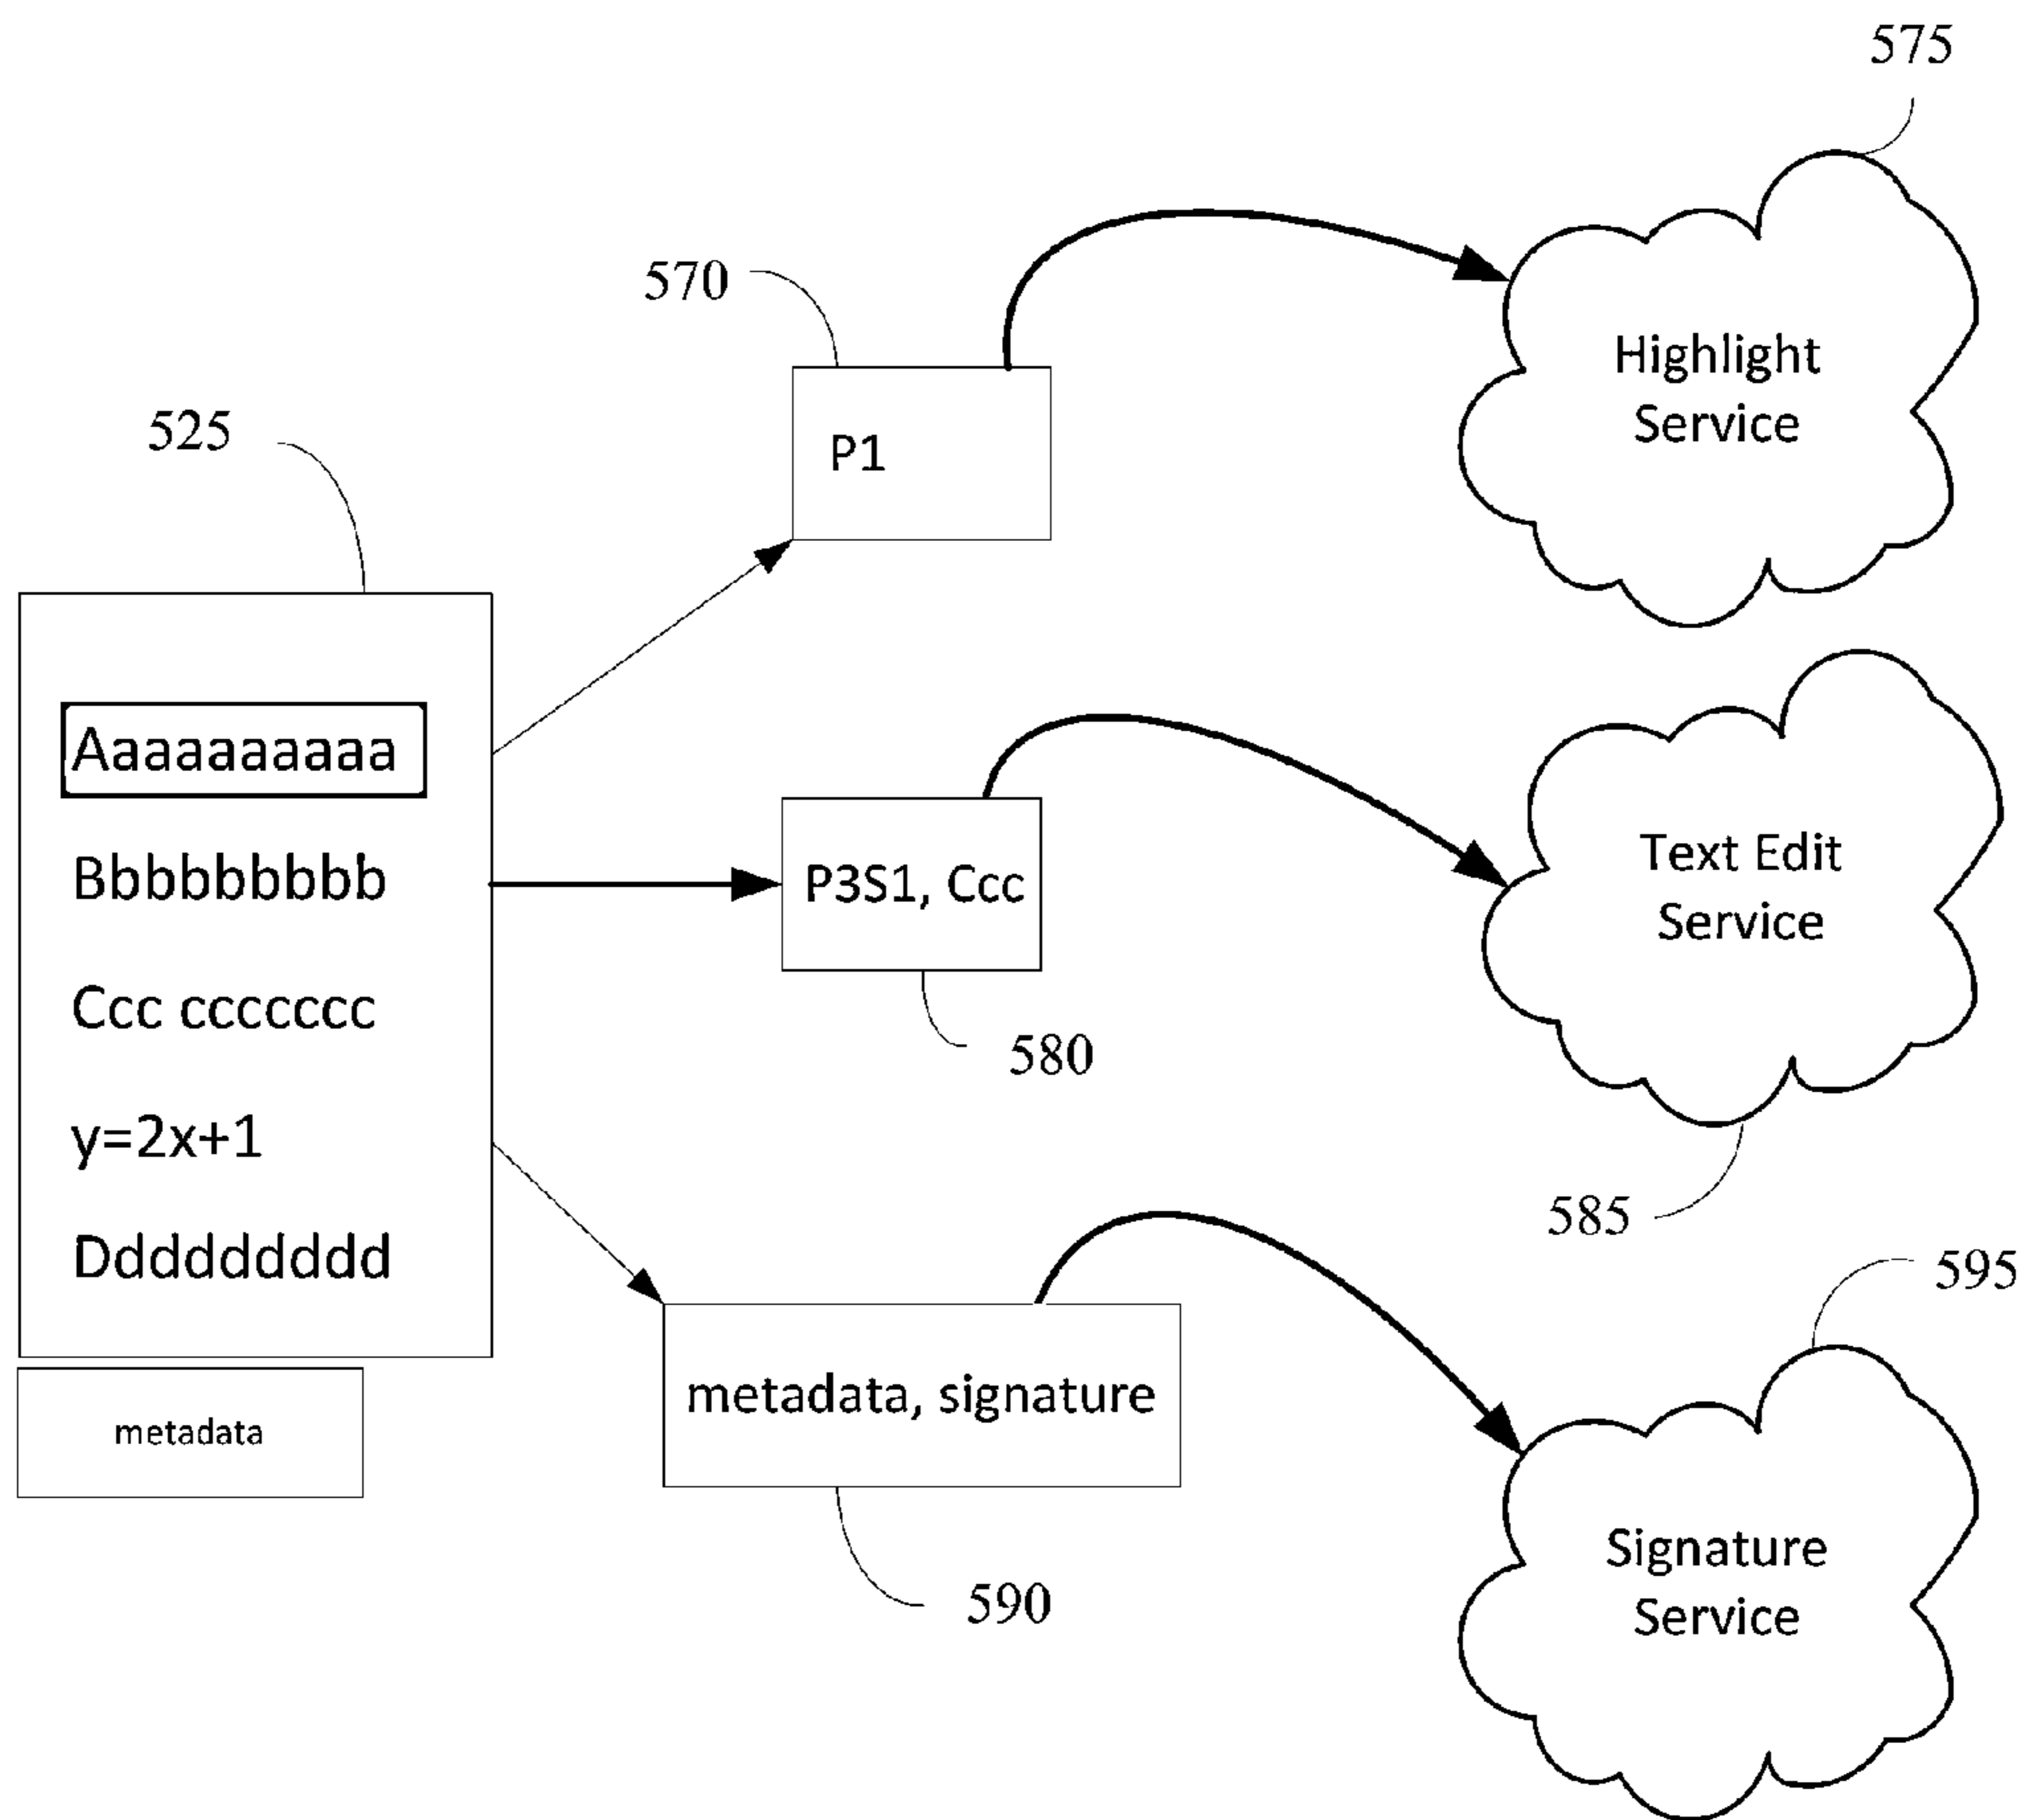 575
570
Highlight
Service
525
P1
Aaaaaaaaaa
Bbbbbbbbb
Ccc ccccccc
y=2x+1
Ddddddddd
metadata
P3S1, Ccc
580
Text Edit
Service
585
595
metadata, signature
590
Signature
Service